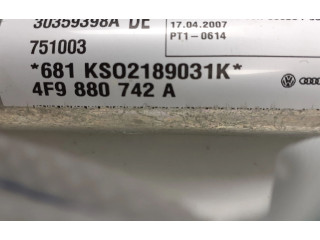 30359398A DE
17.04.2007
751003
PT1-0614
*681 KSO2189031K*
4F9 880 742 A